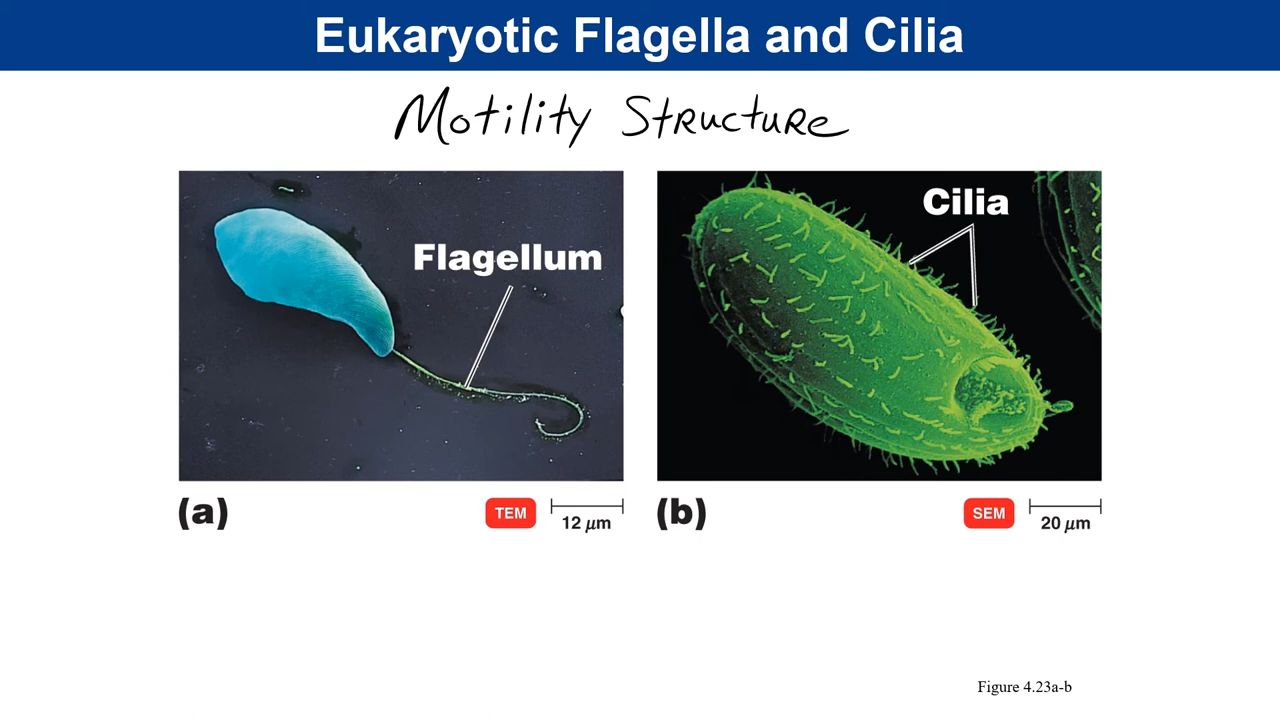 Eukaryotic Flagella and Cilia
Motility Structure
Flagellum
Cilia
(a)
TEM
12 μm
(b)
SEM
20 μm
Figure 4.23a-b